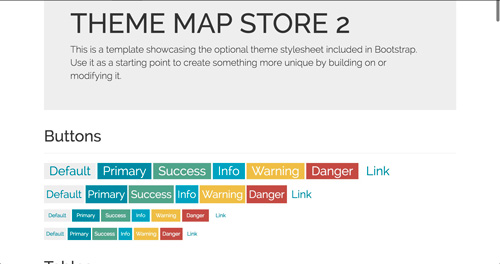 THEME MAP STORE 2
This is a template showcasing the optional theme stylesheet included in Bootstrap.
Use it as a starting point to create something more unique by building on or
modifying it.
Buttons
Default Primary Success Info Warning Danger Link
Default Primary Success Info Warning Danger Link
Default Primary Success Info Warning Danger Link
Default Primary Success Info Warning Danger Link
Tables